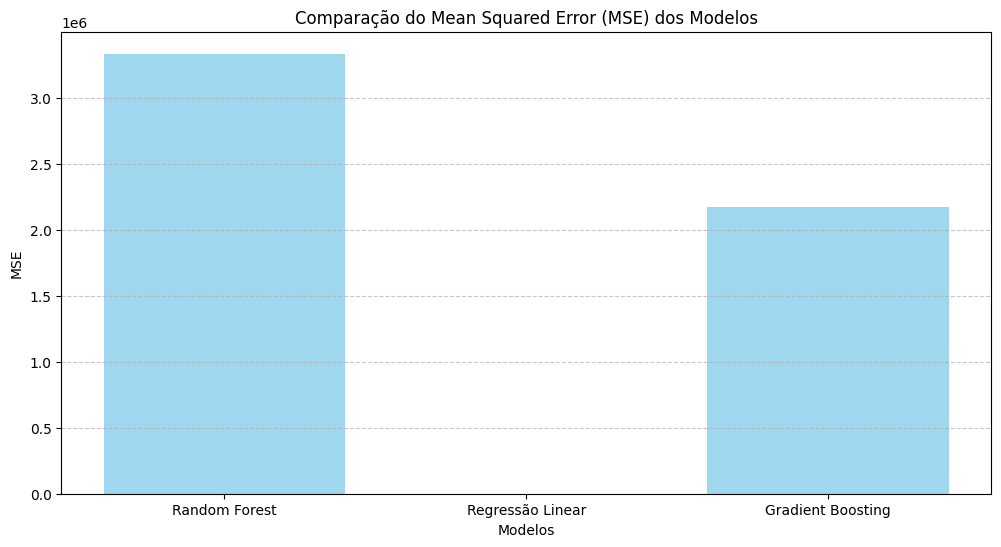 Comparação do Mean Squared Error (MSE) dos Modelos
1e6
3.0
2.5
2.0
1.5
1.0
0.5
0.0
MSE
Random Forest
Regressão Linear
Gradient Boosting
Modelos